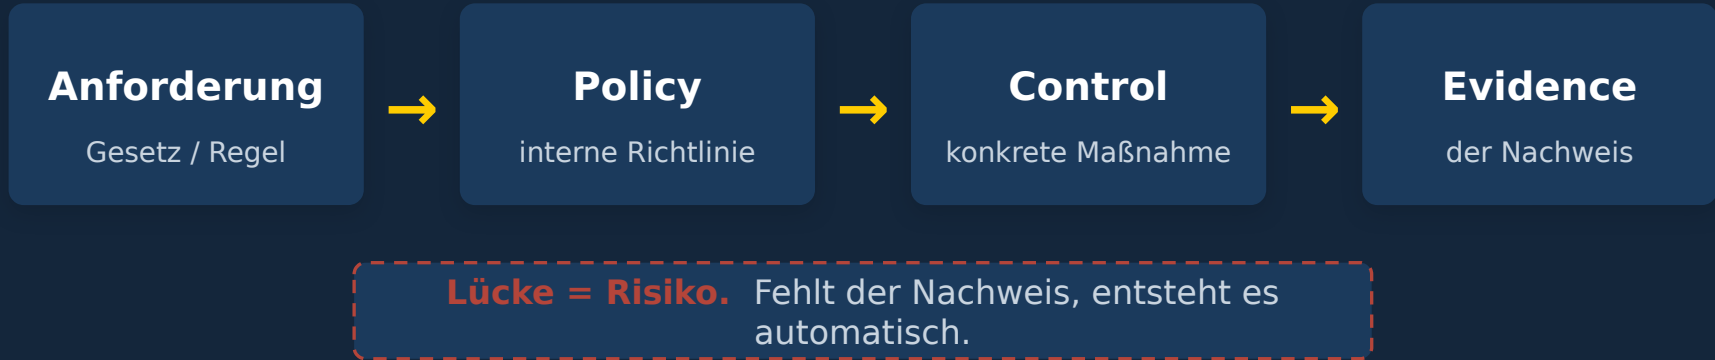 Anforderung → Policy → Control → Evidence
Gesetz / Regel interne Richtlinie konkrete Maßnahme der Nachweis
Lücke = Risiko. Fehlt der Nachweis, entsteht es
automatisch.